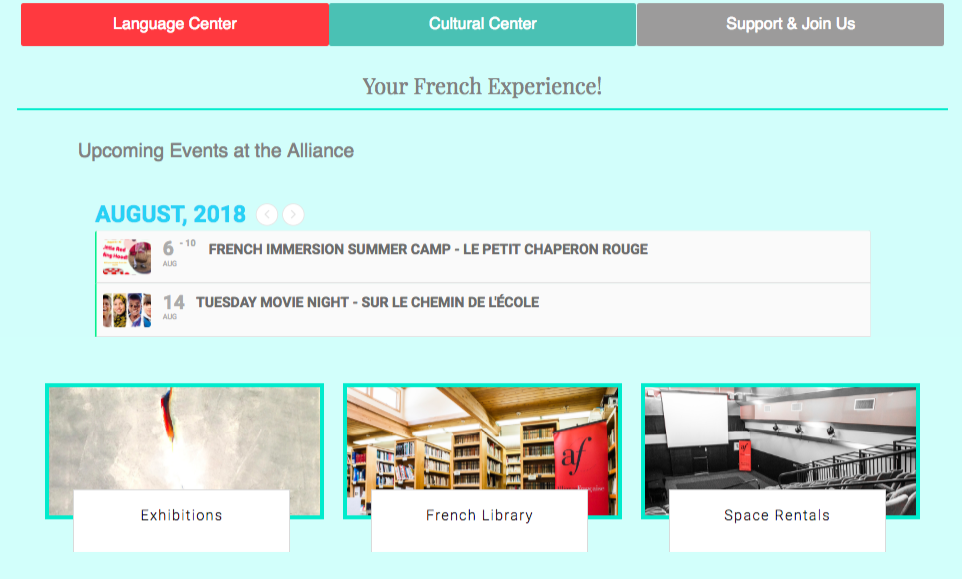 Language Center
Cultural Center
Support & Join Us
Your French Experience!
Upcoming Events at the Alliance
AUGUST, 2018
6 - 10
AUG
FRENCH IMMERSION SUMMER CAMP - LE PETIT CHAPERON ROUGE
14
AUG
TUESDAY MOVIE NIGHT - SUR LE CHEMIN DE L'ÉCOLE
af
Exhibitions
French Library
Space Rentals